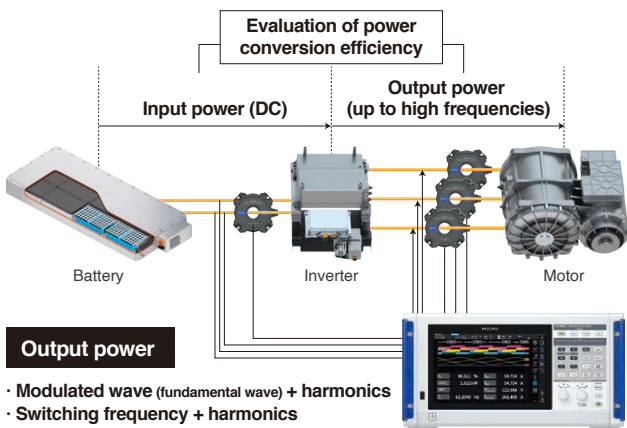 Evaluation of power
conversion efficiency
Output power
(up to high frequencies)
Input power (DC)
Battery
Inverter
Motor
HIOKI
Output power
· Modulated wave (fundamental wave) + harmonics
· Switching frequency + harmonics